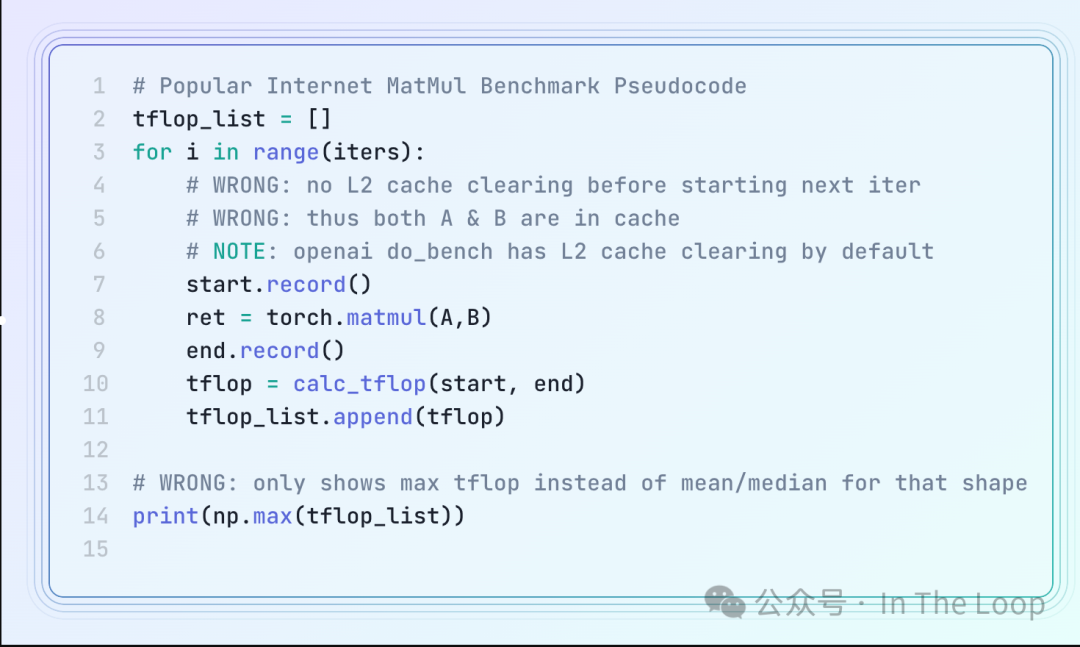 1 # Popular Internet MatMul Benchmark Pseudocode
2 tflop_list = []
3 for i in range(iters):
4     # WRONG: no L2 cache clearing before starting next iter
5     # WRONG: thus both A & B are in cache
6     # NOTE: openai do_bench has L2 cache clearing by default
7     start.record()
8     ret = torch.matmul(A,B)
9     end.record()
10     tflop = calc_tflop(start, end)
11     tflop_list.append(tflop)
12
13 # WRONG: only shows max tflop instead of mean/median for that shape
14 print(np.max(tflop_list))
15
公众号 · In The Loop